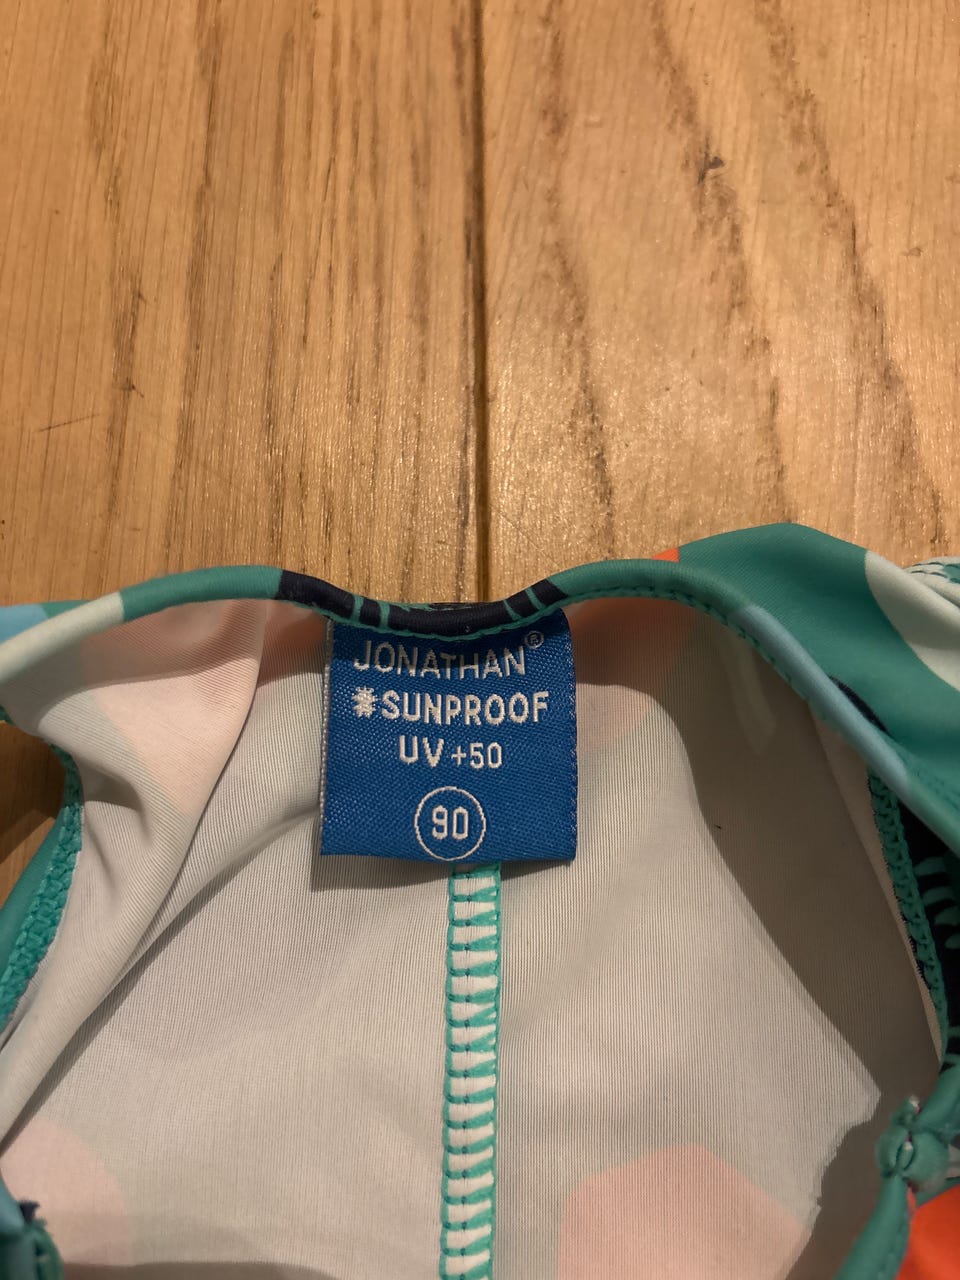 JONATHAN®
SUNPROOF
UV +50
90